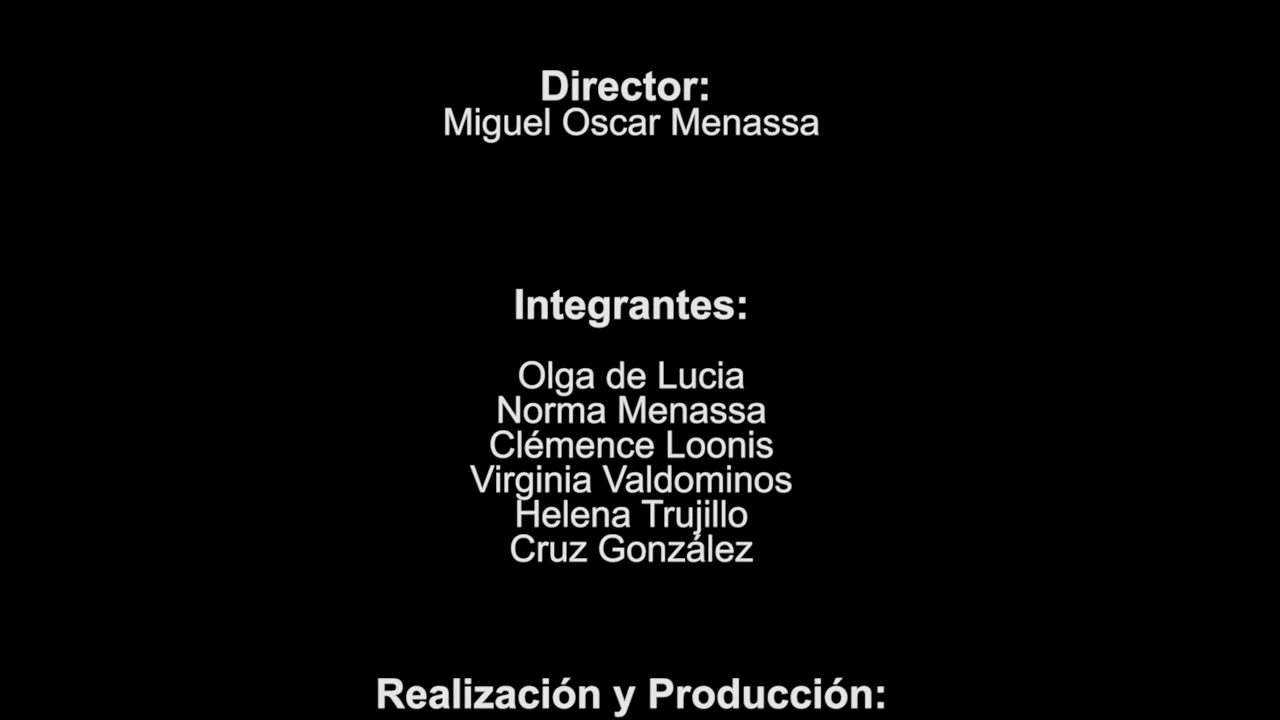 Director:
Miguel Oscar Menassa
Integrantes:
Olga de Lucia
Norma Menassa
Clémence Loonis
Virginia Valdominos
Helena Trujillo
Cruz González
Realización y Producción: